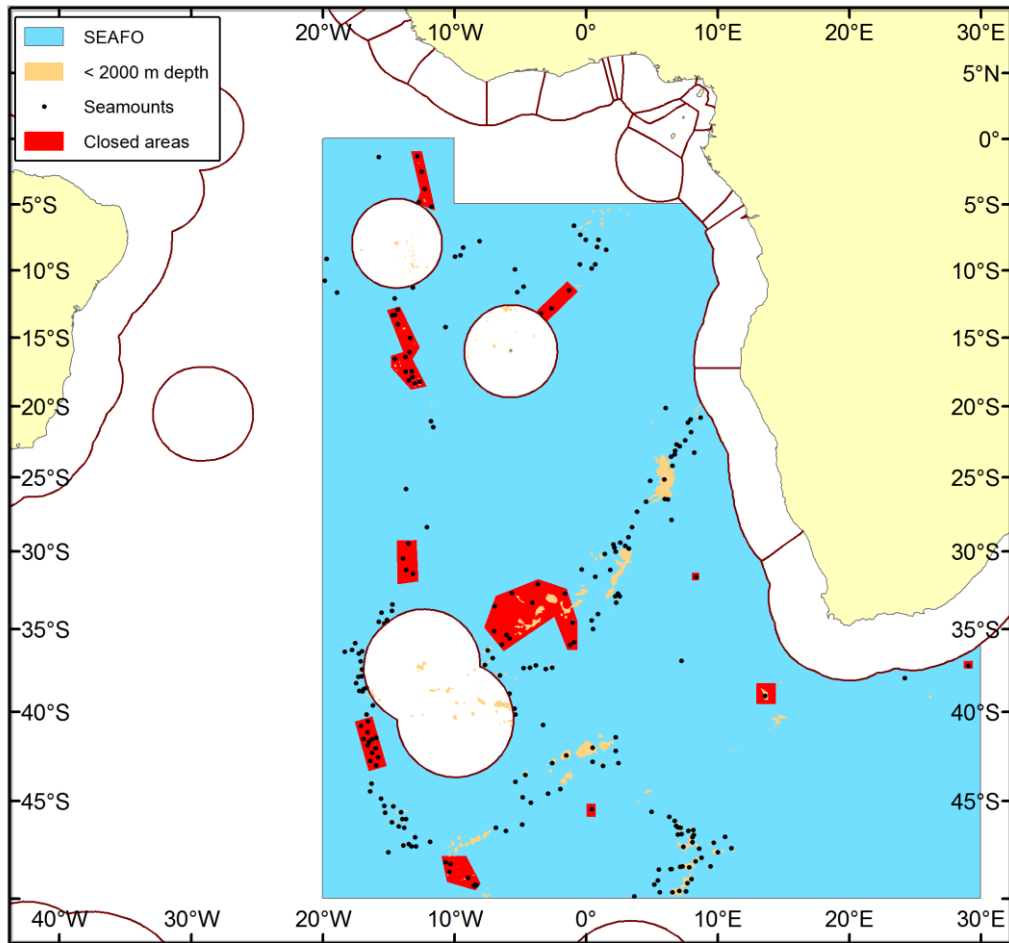 SEAFO
< 2000 m depth
Seamounts
Closed areas
20°W 10°W 0° 10°E 20°E 30°E
5°N
0° 0°
5°S 5°S
10°S 10°S
15°S 15°S
20°S 20°S
25°S 25°S
30°S 30°S
35°S 35°S
40°S 40°S
45°S 45°S
40°W 30°W 20°W 10°W 0° 10°E 20°E 30°E